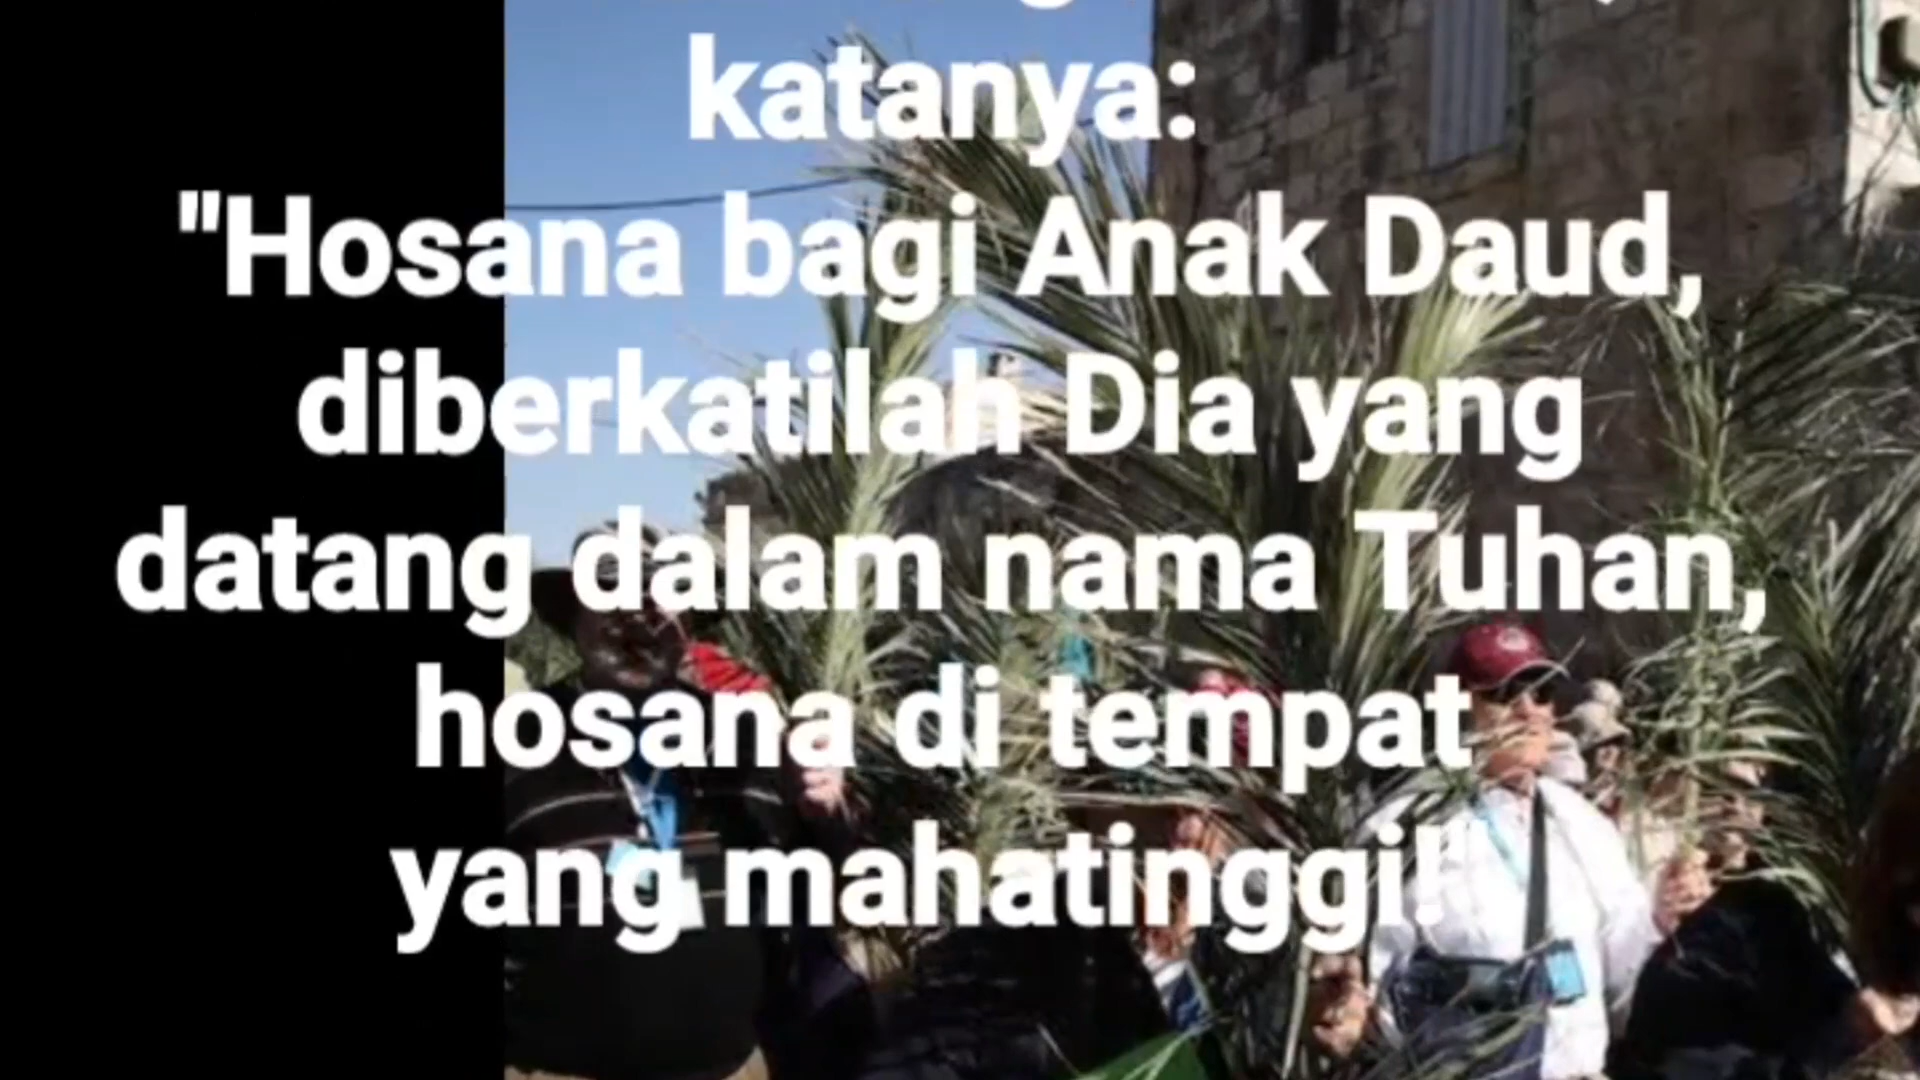 katanya:
"Hosana bagi Anak Daud,
diberkatilah Dia yang
datang dalam nama Tuhan,
hosana di tempat
yang mahatinggi!"